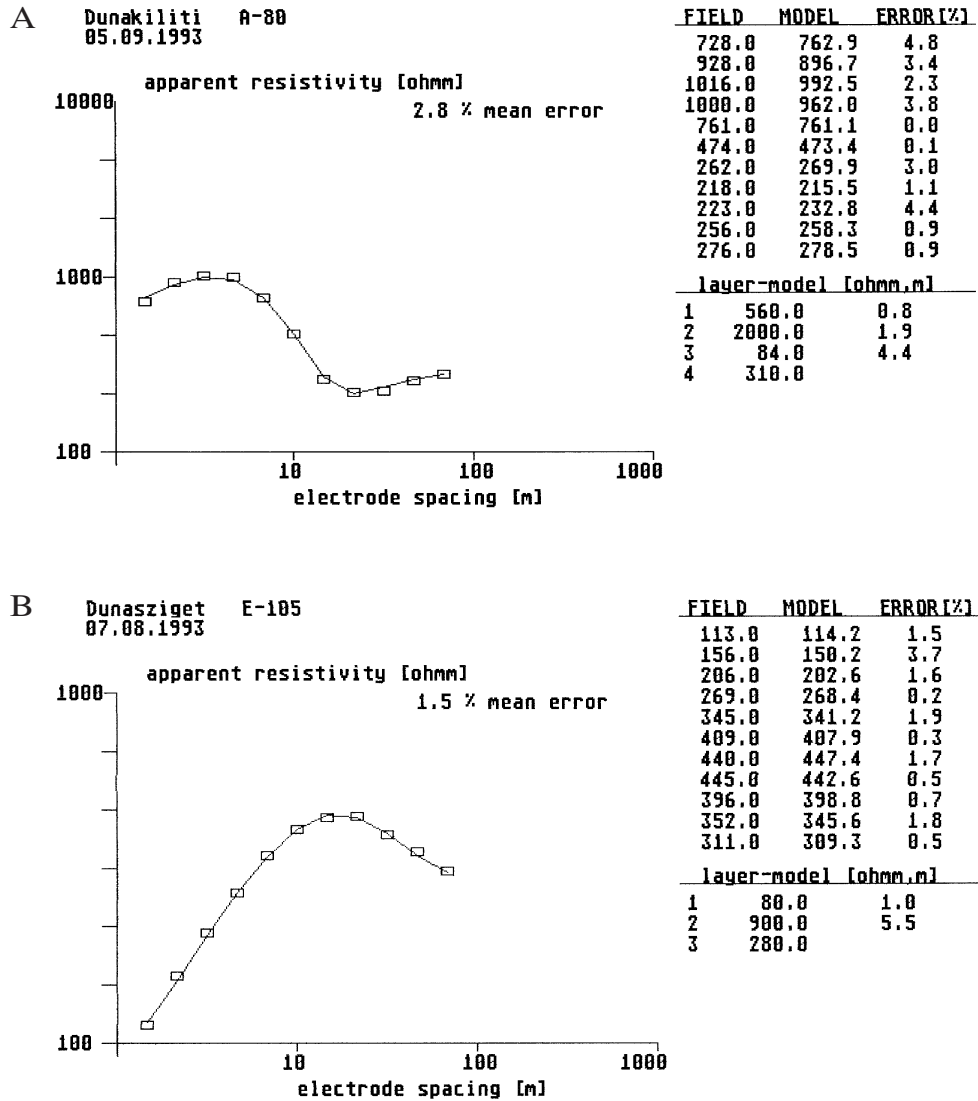 A
Dunakiliti A-80
05.09.1993
apparent resistivity [ohmm]
2.8 % mean error
10000
1000
100
10 100 1000
electrode spacing [m]
FIELD MODEL ERROR[%]
728.0 762.9 4.8
928.0 896.7 3.4
1016.0 992.5 2.3
1000.0 962.0 3.8
761.0 761.1 0.0
474.0 473.4 0.1
262.0 269.9 3.0
218.0 215.5 1.1
223.0 232.8 4.4
256.0 258.3 0.9
276.0 278.5 0.9
layer-model [ohmm,m]
1 560.0 0.8
2 2000.0 1.9
3 84.0 4.4
4 310.0
B
Dunasziget E-105
07.08.1993
apparent resistivity [ohmm]
1.5 % mean error
1000
100
10 100 1000
electrode spacing [m]
FIELD MODEL ERROR[%]
113.0 114.2 1.5
156.0 150.2 3.7
206.0 202.6 1.6
269.0 268.4 0.2
345.0 341.2 1.9
409.0 407.9 0.3
440.0 447.4 1.7
445.0 442.6 0.5
396.0 398.8 0.7
352.0 345.6 1.8
311.0 309.3 0.5
layer-model [ohmm,m]
1 80.0 1.0
2 900.0 5.5
3 280.0